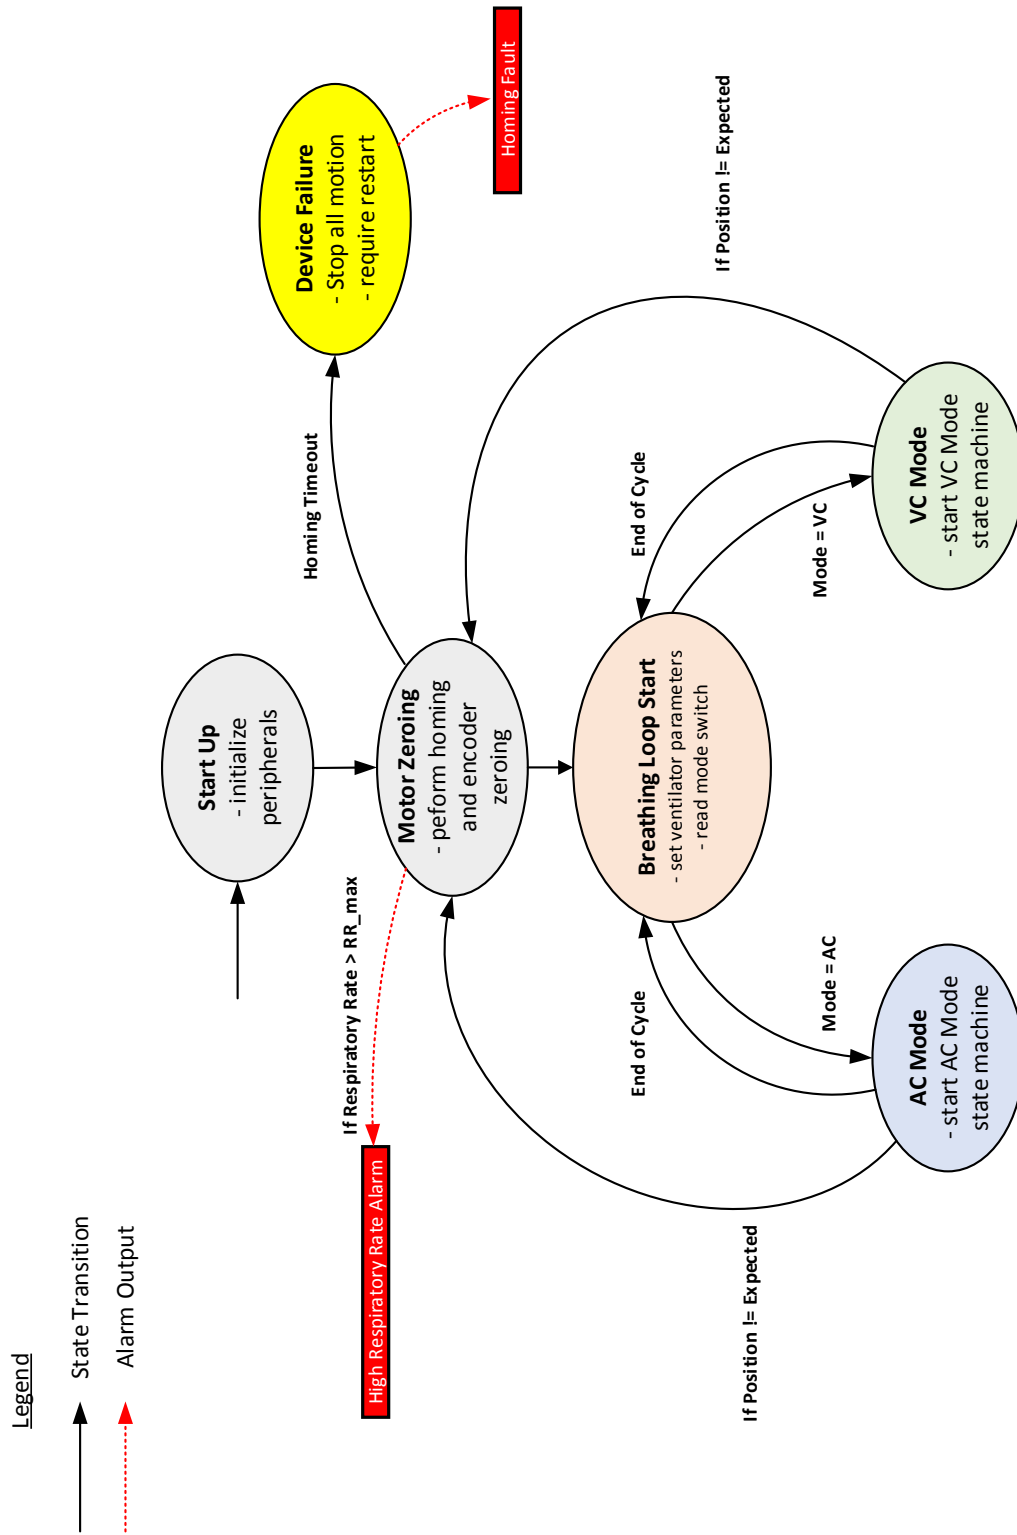 Legend
State Transition
Alarm Output
Start Up
- initialize
peripherals
Homing Timeout
Device Failure
- Stop all motion
- require restart
Homing Fault
If Respiratory Rate > RR_max
High Respiratory Rate Alarm
Motor Zeroing
- peform homing
and encoder
zeroing
If Position != Expected
If Position != Expected
Breathing Loop Start
- set ventilator parameters
- read mode switch
End of Cycle
End of Cycle
Mode = AC
Mode = VC
AC Mode
- start AC Mode
state machine
VC Mode
- start VC Mode
state machine